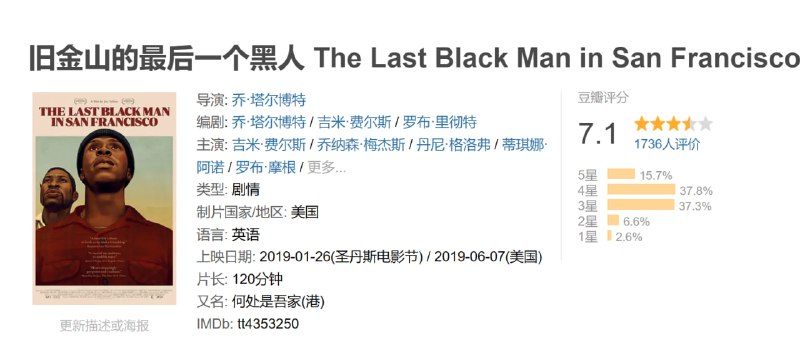 旧金山的最后一个黑人 The Last Black Man in San Francisco
THE LAST BLACK MAN
IN SAN FRANCISCO
更新描述或海报
导演: 乔·塔尔博特
编剧: 乔·塔尔博特 / 吉米·费尔斯 / 罗布·里彻特
主演: 吉米·费尔斯 / 乔纳森·梅杰斯 / 丹尼·格洛弗 / 蒂琪娜·
阿诺 / 罗布·摩根 / 更多...
类型: 剧情
制片国家/地区: 美国
语言: 英语
上映日期: 2019-01-26(圣丹斯电影节) / 2019-06-07(美国)
片长: 120分钟
又名: 何处是吾家(港)
IMDb: tt4353250
豆瓣评分
7.1
1736人评价
5星 15.7%
4星 37.8%
3星 37.3%
2星 6.6%
1星 2.6%